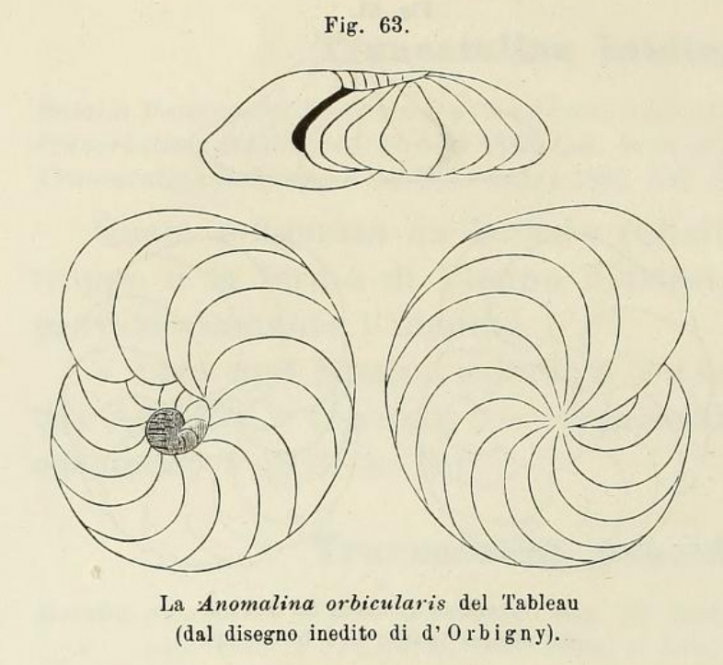 Fig. 63.
La Anomalina orbicularis del Tableau
(dal disegno inedito di d'Orbigny).